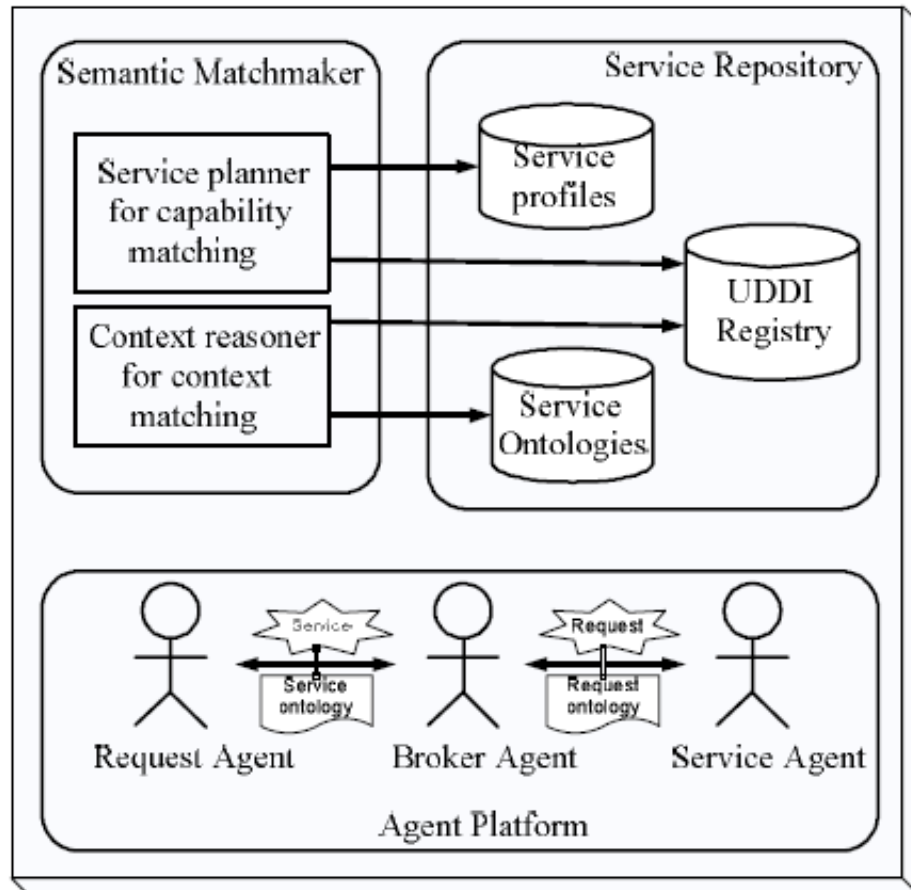 Semantic Matchmaker
Service Repository
Service planner
for capability
matching
Service
profiles
UDDI
Registry
Context reasoner
for context
matching
Service
Ontologies
Service
Service
ontology
Request
Request
ontology
Request Agent
Broker Agent
Service Agent
Agent Platform